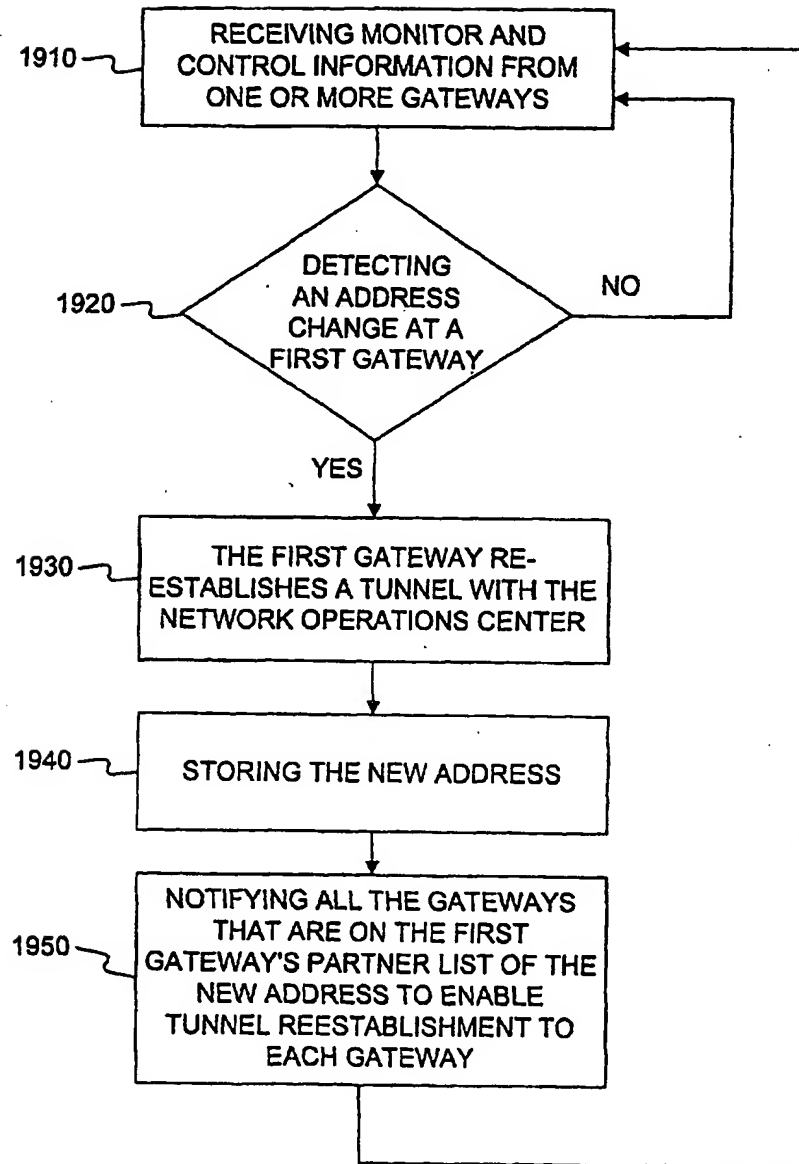 1910
RECEIVING MONITOR AND
CONTROL INFORMATION FROM
ONE OR MORE GATEWAYS
1920
DETECTING
AN ADDRESS
CHANGE AT A
FIRST GATEWAY
NO
YES
1930
THE FIRST GATEWAY RE-
ESTABLISHES A TUNNEL WITH THE
NETWORK OPERATIONS CENTER
1940
STORING THE NEW ADDRESS
1950
NOTIFYING ALL THE GATEWAYS
THAT ARE ON THE FIRST
GATEWAY'S PARTNER LIST OF THE
NEW ADDRESS TO ENABLE
TUNNEL REESTABLISHMENT TO
EACH GATEWAY